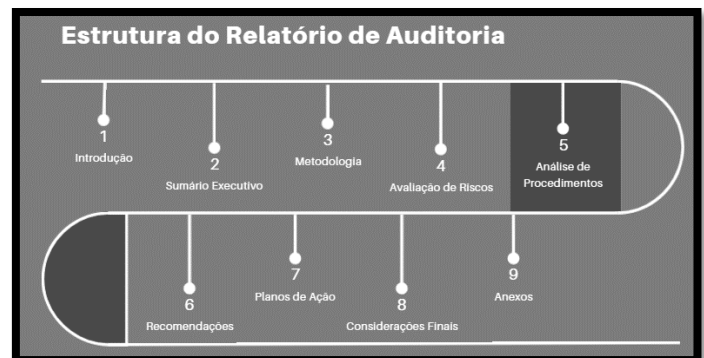 Estrutura do Relatório de Auditoria
1
Introdução
2
Sumário Executivo
3
Metodologia
4
Avaliação de Riscos
5
Análise de
Procedimentos
6
Recomendações
7
Planos de Ação
8
Considerações Finais
9
Anexos